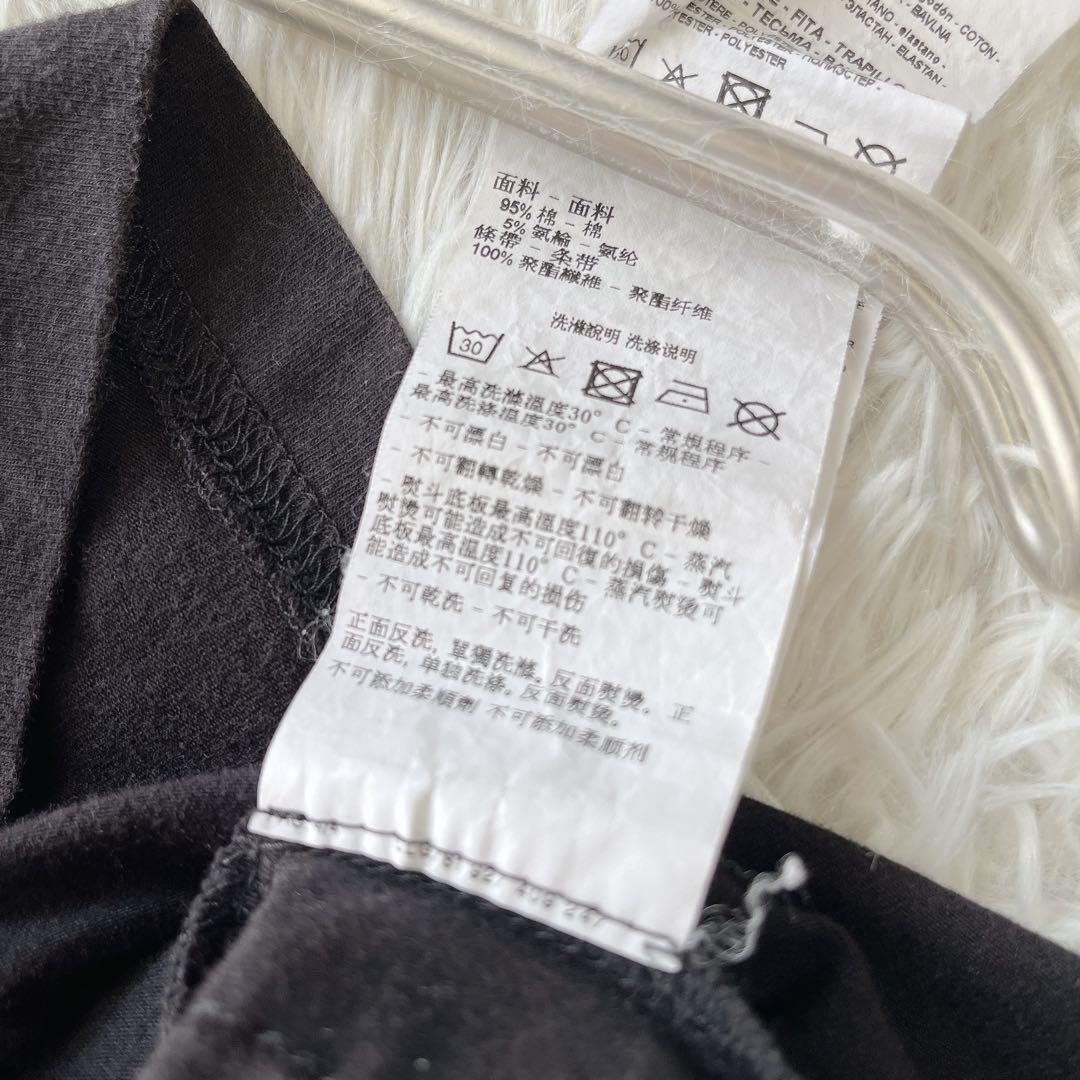 BAVLNA - COTON -
ELASTAN -
- FITA - TRAPILLO
ТЕСЬМА -
100% POLYESTER
ESTER - POLYESTER
面料 - 面料
95% 棉 - 棉
5% 氨綸 - 氨纶
條帶 - 条带
100% 聚酯纖維 - 聚酯纤维
洗滌說明 洗涤说明
30
- 最高洗滌溫度30° C - 常規程序 -
最高洗涤温度30° C - 常规程序
- 不可漂白 - 不可漂白
- 不可翻轉乾燥 - 不可翻转干燥
- 熨斗底板最高溫度110° C - 蒸汽
熨燙可能造成不可回復的損傷 - 熨斗
底板最高温度110° C - 蒸汽熨烫可
能造成不可回复的损伤
- 不可乾洗 - 不可干洗
正面反洗, 單獨洗滌, 反面熨燙。 正
面反洗, 单独洗涤, 反面熨烫。
不可添加柔順劑 不可添加柔顺剂